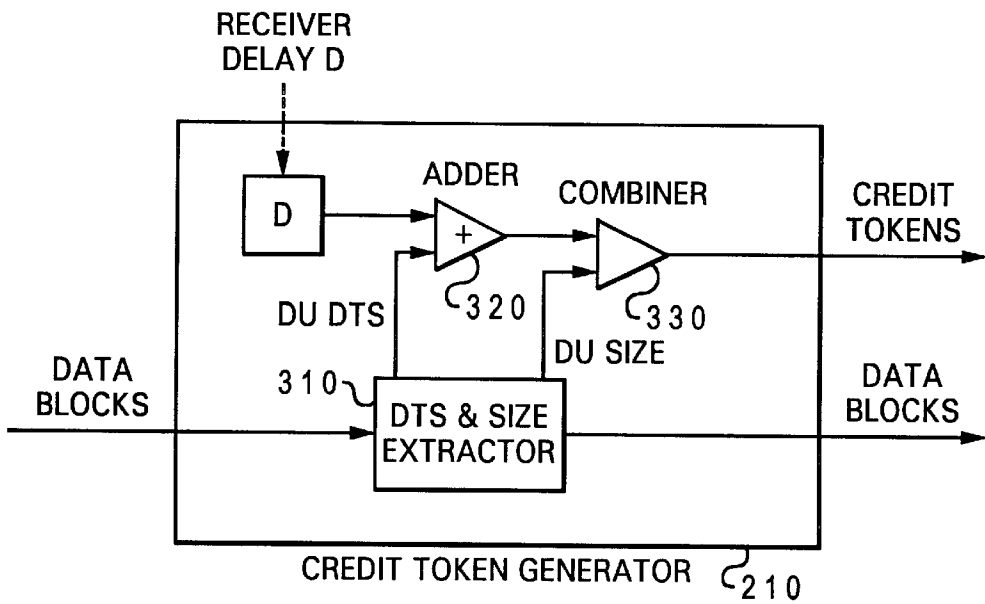 RECEIVER
DELAY D
D
ADDER
COMBINER
CREDIT
TOKENS
+
320
330
DU DTS
DU SIZE
DATA
BLOCKS
310
DTS & SIZE
EXTRACTOR
DATA
BLOCKS
CREDIT TOKEN GENERATOR
210